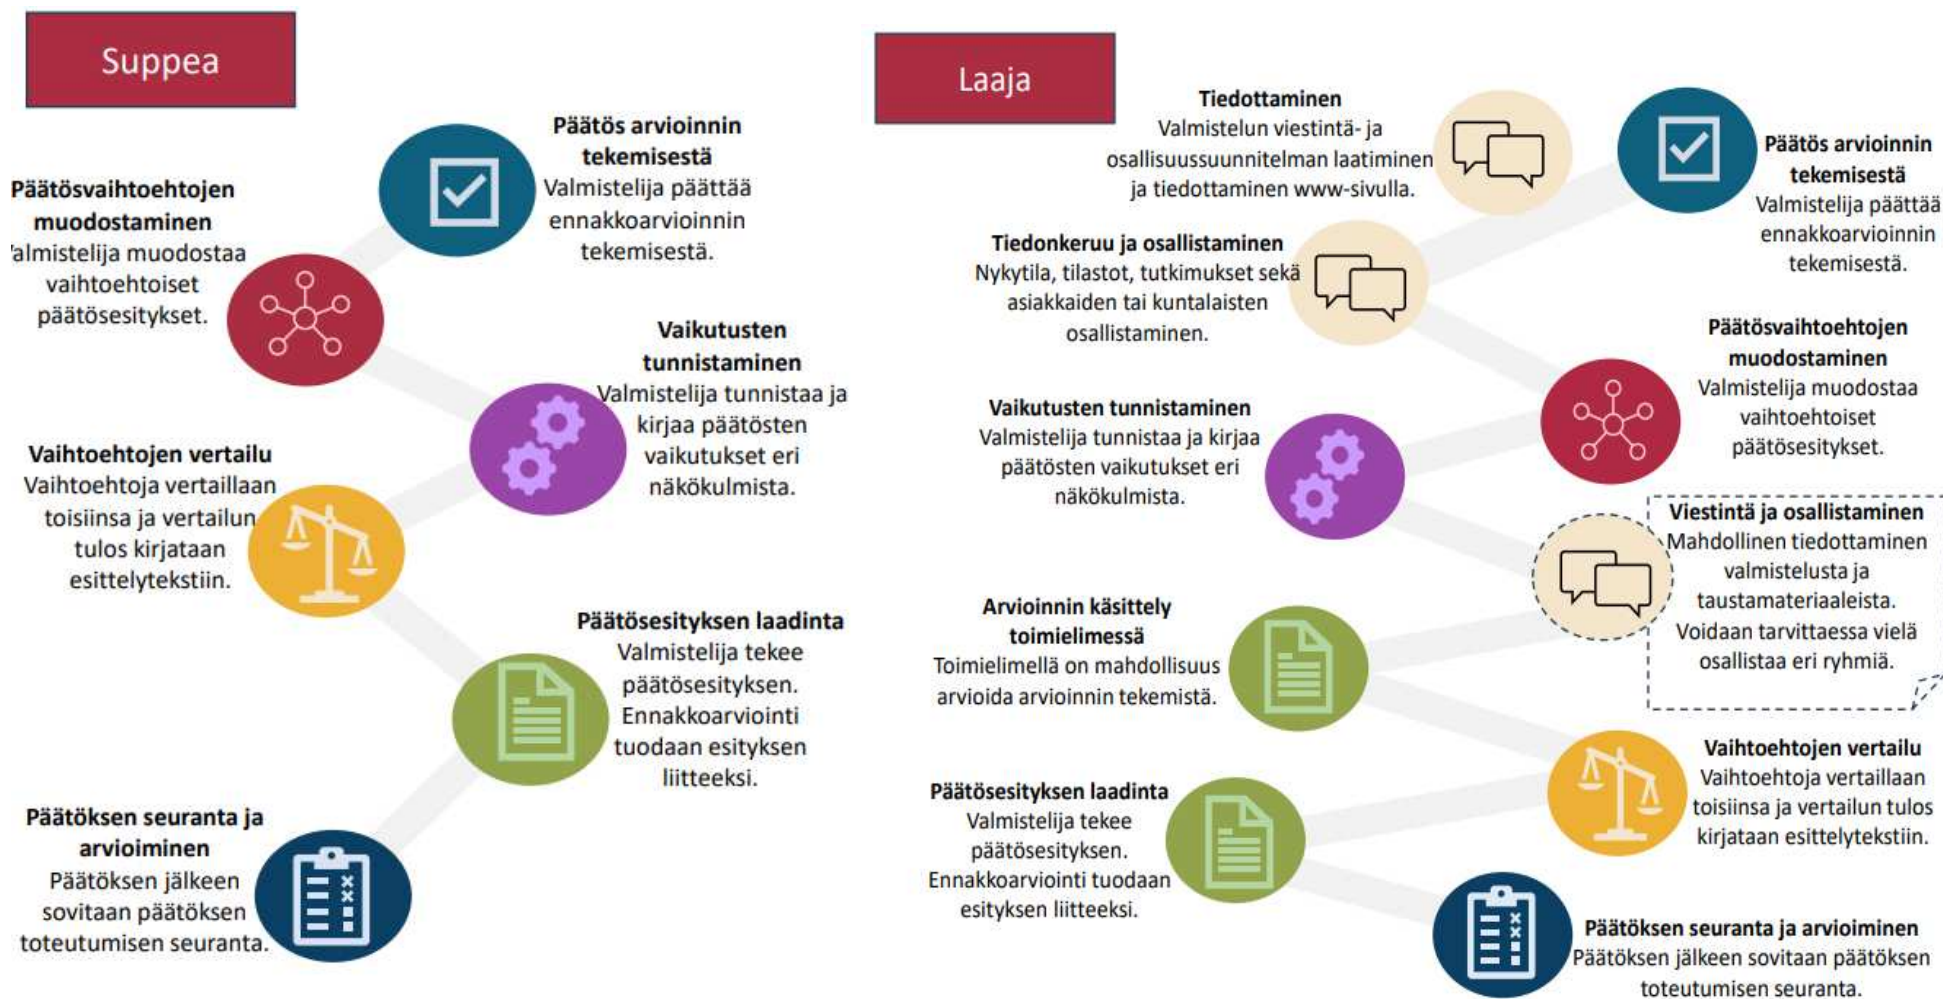 Suppea
Päätös arvioinnin
tekemisestä
Valmistelija päättää
ennakkoarvioinnin
tekemisestä.
Päätösvaihtoehtojen
muodostaminen
Valmistelija muodostaa
vaihtoehtoiset
päätösesitykset.
Vaikutusten
tunnistaminen
Valmistelija tunnistaa ja
kirjaa päätösten
vaikutukset eri
näkökulmista.
Vaihtoehtojen vertailu
Vaihtoehtoja vertaillaan
toisiinsa ja vertailun
tulos kirjataan
esittelytekstiin.
Päätösesityksen laadinta
Valmistelija tekee
päätösesityksen.
Ennakkoarviointi
tuodaan esityksen
liitteeksi.
Päätöksen seuranta ja
arvioiminen
Päätöksen jälkeen
sovitaan päätöksen
toteutumisen seuranta.
Laaja
Päätös arvioinnin
tekemisestä
Valmistelija päättää
ennakkoarvioinnin
tekemisestä.
Tiedottaminen
Valmistelun viestintä- ja
osallisuussuunnitelman laatiminen
ja tiedottaminen www-sivulla.
Tiedonkeruu ja osallistaminen
Nykytila, tilastot, tutkimukset sekä
asiakkaiden tai kuntalaisten
osallistaminen.
Päätösvaihtoehtojen
muodostaminen
Valmistelija muodostaa
vaihtoehtoiset
päätösesitykset.
Vaikutusten tunnistaminen
Valmistelija tunnistaa ja kirjaa
päätösten vaikutukset eri
näkökulmista.
Viestintä ja osallistaminen
Mahdollinen tiedottaminen
valmistelusta ja
taustamateriaaleista.
Voidaan tarvittaessa vielä
osallistaa eri ryhmiä.
Arvioinnin käsittely
toimielimessä
Toimielimellä on mahdollisuus
arvioida arvioinnin tekemistä.
Vaihtoehtojen vertailu
Vaihtoehtoja vertaillaan
toisiinsa ja vertailun tulos
kirjataan esittelytekstiin.
Päätösesityksen laadinta
Valmistelija tekee
päätösesityksen.
Ennakkoarviointi tuodaan
esityksen liitteeksi.
Päätöksen seuranta ja arvioiminen
Päätöksen jälkeen sovitaan päätöksen
toteutumisen seuranta.